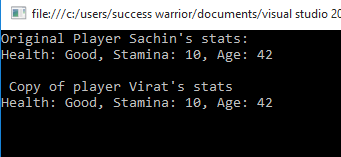 file:///c:/users/success warrior/documents/visual studio 20
Original Player Sachin's stats:
Health: Good, Stamina: 10, Age: 42
Copy of player Virat's stats
Health: Good, Stamina: 10, Age: 42